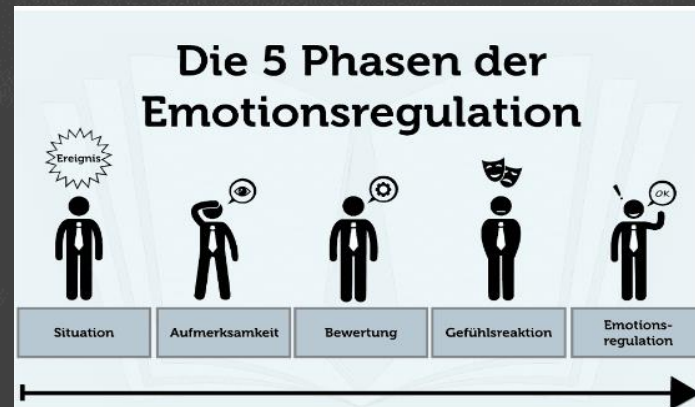 Die 5 Phasen der
Emotionsregulation
Ereignis
!
OK
Situation
Aufmerksamkeit
Bewertung
Gefühlsreaktion
Emotions-
regulation